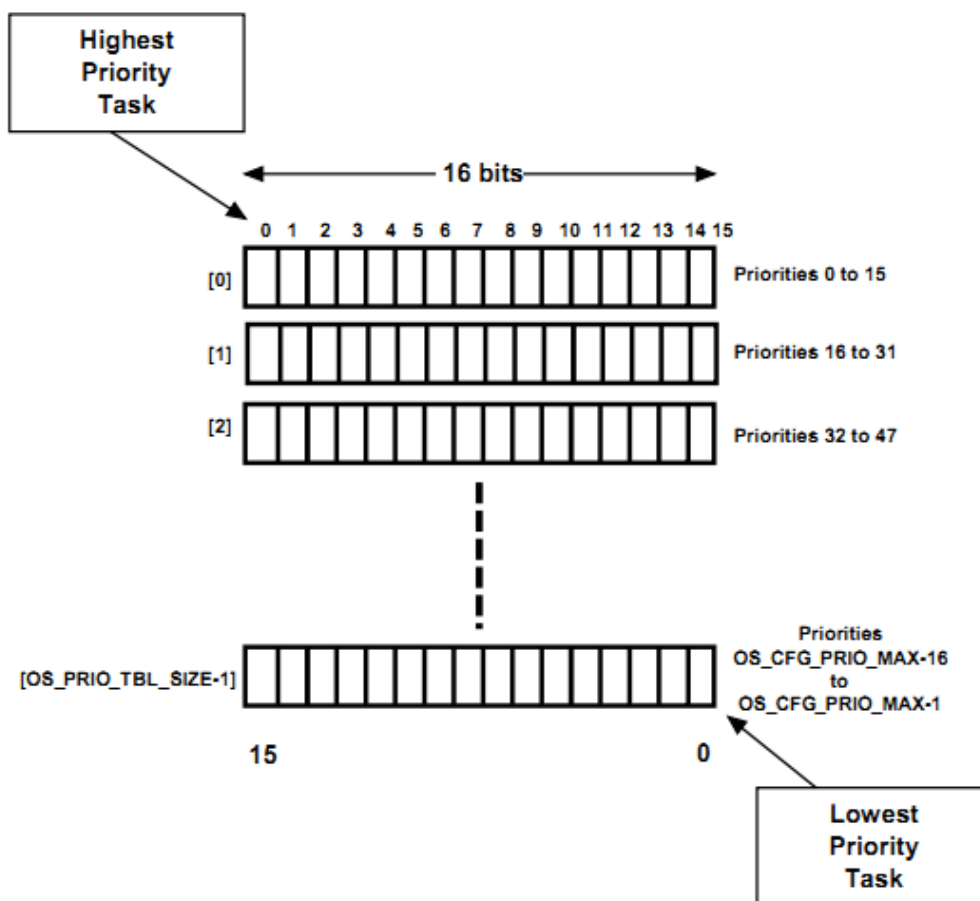 Highest
Priority
Task
16 bits
0 1 2 3 4 5 6 7 8 9 10 11 12 13 14 15
[0]
Priorities 0 to 15
[1]
Priorities 16 to 31
[2]
Priorities 32 to 47
[OS_PRIO_TBL_SIZE-1]
Priorities
OS_CFG_PRIO_MAX-16
to
OS_CFG_PRIO_MAX-1
15 0
Lowest
Priority
Task